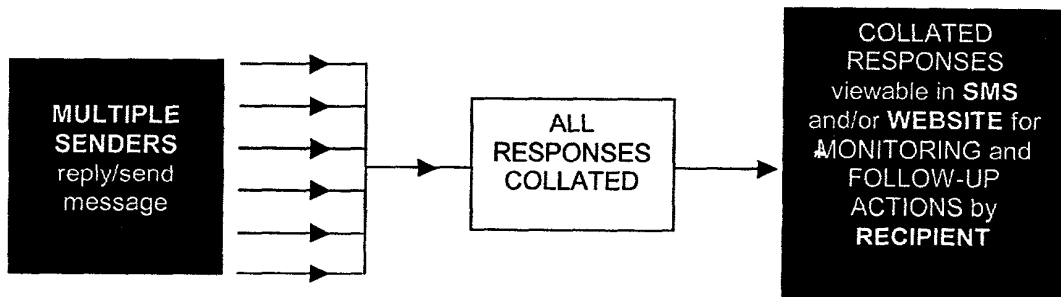 MULTIPLE
SENDERS
reply/send
message
ALL
RESPONSES
COLLATED
COLLATED
RESPONSES
viewable in SMS
and/or WEBSITE for
MONITORING and
FOLLOW-UP
ACTIONS by
RECIPIENT